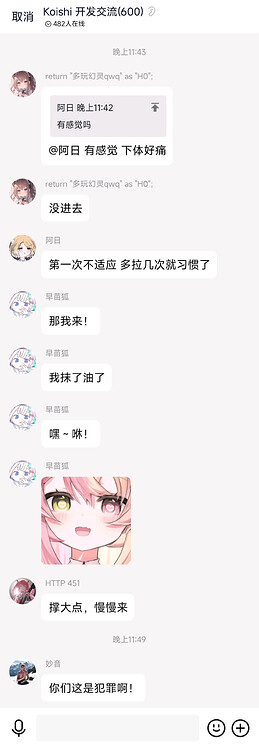 取消
Koishi 开发交流(600)
482人在线
晚上11:43
return "多玩幻灵qwq" as "H0";
阿日 晚上11:42
有感觉吗
@阿日 有感觉 下体好痛
return "多玩幻灵qwq" as "H0";
没进去
阿日
第一次不适应 多拉几次就习惯了
早苗狐
那我来！
早苗狐
我抹了油了
早苗狐
嘿～咻！
早苗狐
HTTP 451
撑大点，慢慢来
晚上11:49
妙音
你们这是犯罪啊！